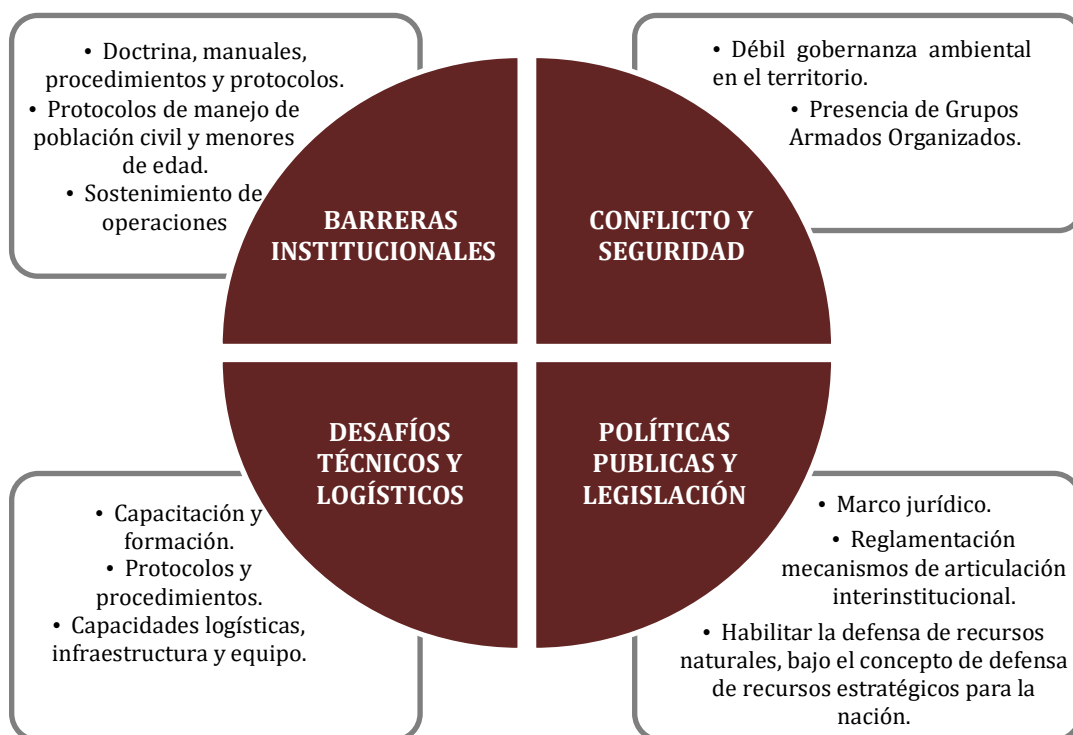 • Doctrina, manuales,
procedimientos y protocolos.
• Protocolos de manejo de
población civil y menores
de edad.
• Sostenimiento de
operaciones
BARRERAS
INSTITUCIONALES
• Débil gobernanza ambiental
en el territorio.
• Presencia de Grupos
Armados Organizados.
CONFLICTO Y
SEGURIDAD
DESAFÍOS
TÉCNICOS Y
LOGÍSTICOS
• Capacitación y
formación.
• Protocolos y
procedimientos.
• Capacidades logísticas,
infraestructura y equipo.
POLÍTICAS
PUBLICAS Y
LEGISLACIÓN
• Marco jurídico.
• Reglamentación
mecanismos de articulación
interinstitucional.
• Habilitar la defensa de recursos
naturales, bajo el concepto de defensa
de recursos estratégicos para la
nación.